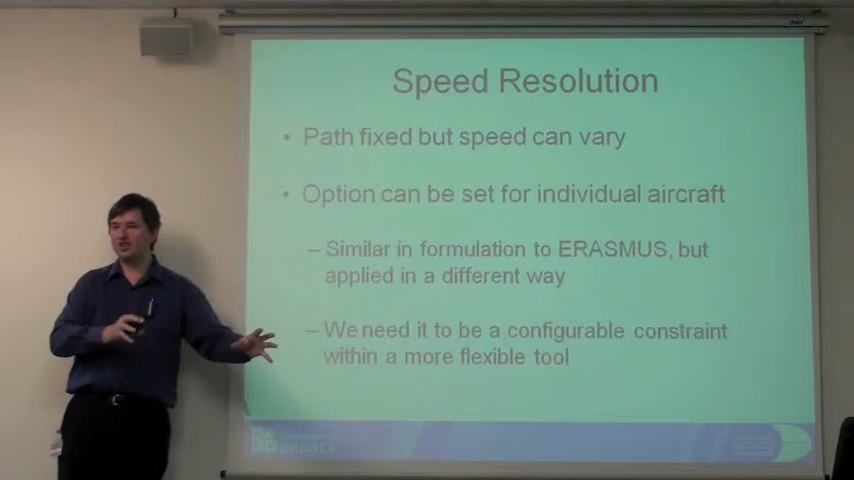 Speed Resolution
• Path fixed but speed can vary
• Option can be set for individual aircraft
– Similar in formulation to ERASMUS, but
applied in a different way
– We need it to be a configurable constraint
within a more flexible tool